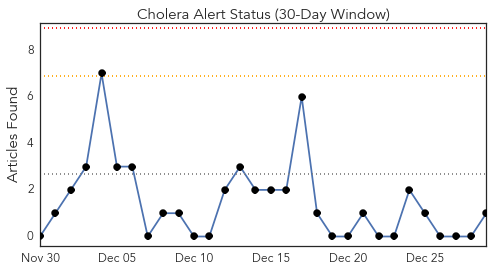 Cholera Alert Status (30-Day Window)
Articles Found
8
6
4
2
0
Nov 30 Dec 05 Dec 10 Dec 15 Dec 20 Dec 25